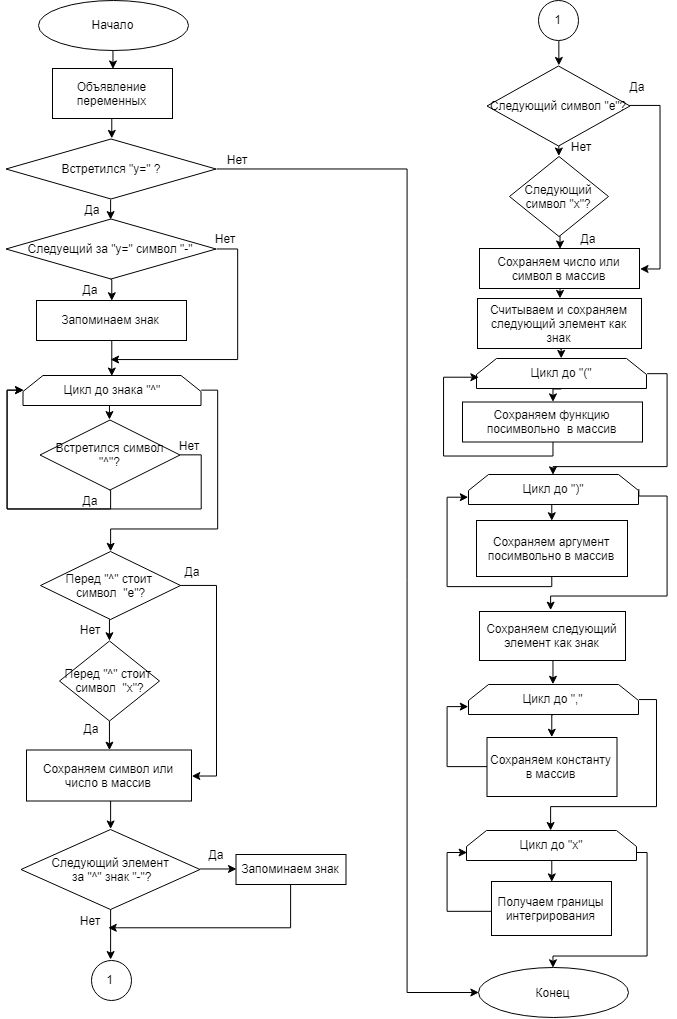 Начало
Объявление
переменных
Встретился "y=" ?
Нет
Да
Следуещий за "y=" символ "-"
Нет
Да
Запоминаем знак
Цикл до знака "^"
Встретился символ
"^"?
Нет
Да
Перед "^" стоит
символ "e"?
Да
Нет
Перед "^" стоит
символ "x"?
Да
Сохраняем символ или
число в массив
Следующий элемент
за "^" знак "-"?
Да
Запоминаем знак
Нет
1
1
Следующий символ "e"?
Да
Нет
Следующий
символ "x"?
Да
Сохраняем число или
символ в массив
Считываем и сохраняем
следующий элемент как
знак
Цикл до "("
Сохраняем функцию
посимвольно в массив
Цикл до ")"
Сохраняем аргумент
посимвольно в массив
Сохраняем следующий
элемент как знак
Цикл до ","
Сохраняем константу
в массив
Цикл до "x"
Получаем границы
интегрирования
Конец